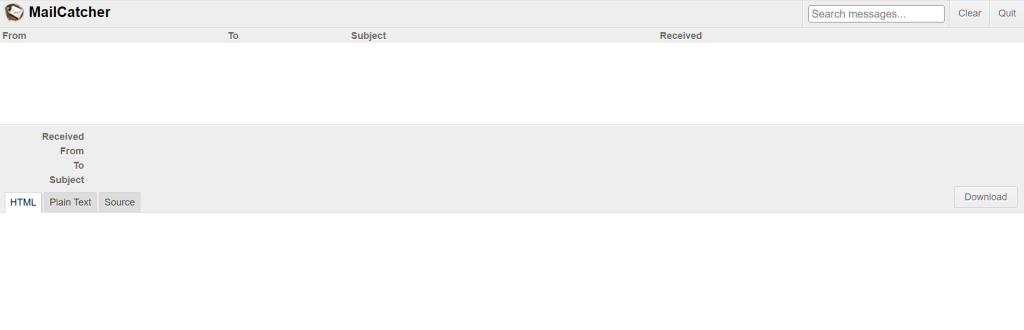 MailCatcher
Search messages... Clear Quit
From To Subject Received
Received
From
To
Subject
HTML Plain Text Source
Download